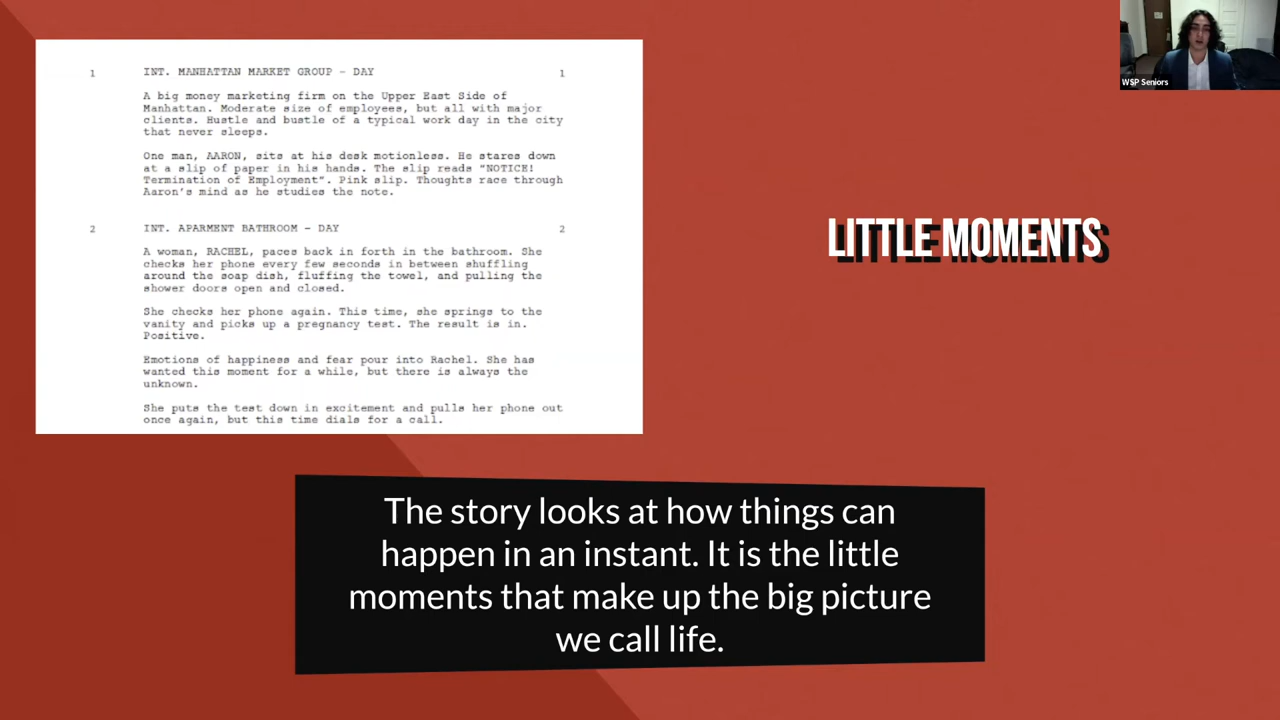 1 INT. MANHATTAN MARKET GROUP - DAY 1
A big money marketing firm on the Upper East Side of
Manhattan. Moderate size of employees, but all with major
clients. Hustle and bustle of a typical work day in the city
that never sleeps.
One man, AARON, sits at his desk motionless. He stares down
at a slip of paper in his hands. The slip reads "NOTICE!
Termination of Employment". Pink slip. Thoughts race through
Aaron's mind as he studies the note.
2 INT. APARMENT BATHROOM - DAY 2
A woman, RACHEL, paces back in forth in the bathroom. She
checks her phone every few seconds in between shuffling
around the soap dish, fluffing the towel, and pulling the
shower doors open and closed.
She checks her phone again. This time, she springs to the
vanity and picks up a pregnancy test. The result is in.
Positive.
Emotions of happiness and fear pour into Rachel. She has
wanted this moment for a while, but there is always the
unknown.
She puts the test down in excitement and pulls her phone out
once again, but this time dials for a call.
WSP Seniors
LITTLE MOMENTS
The story looks at how things can
happen in an instant. It is the little
moments that make up the big picture
we call life.